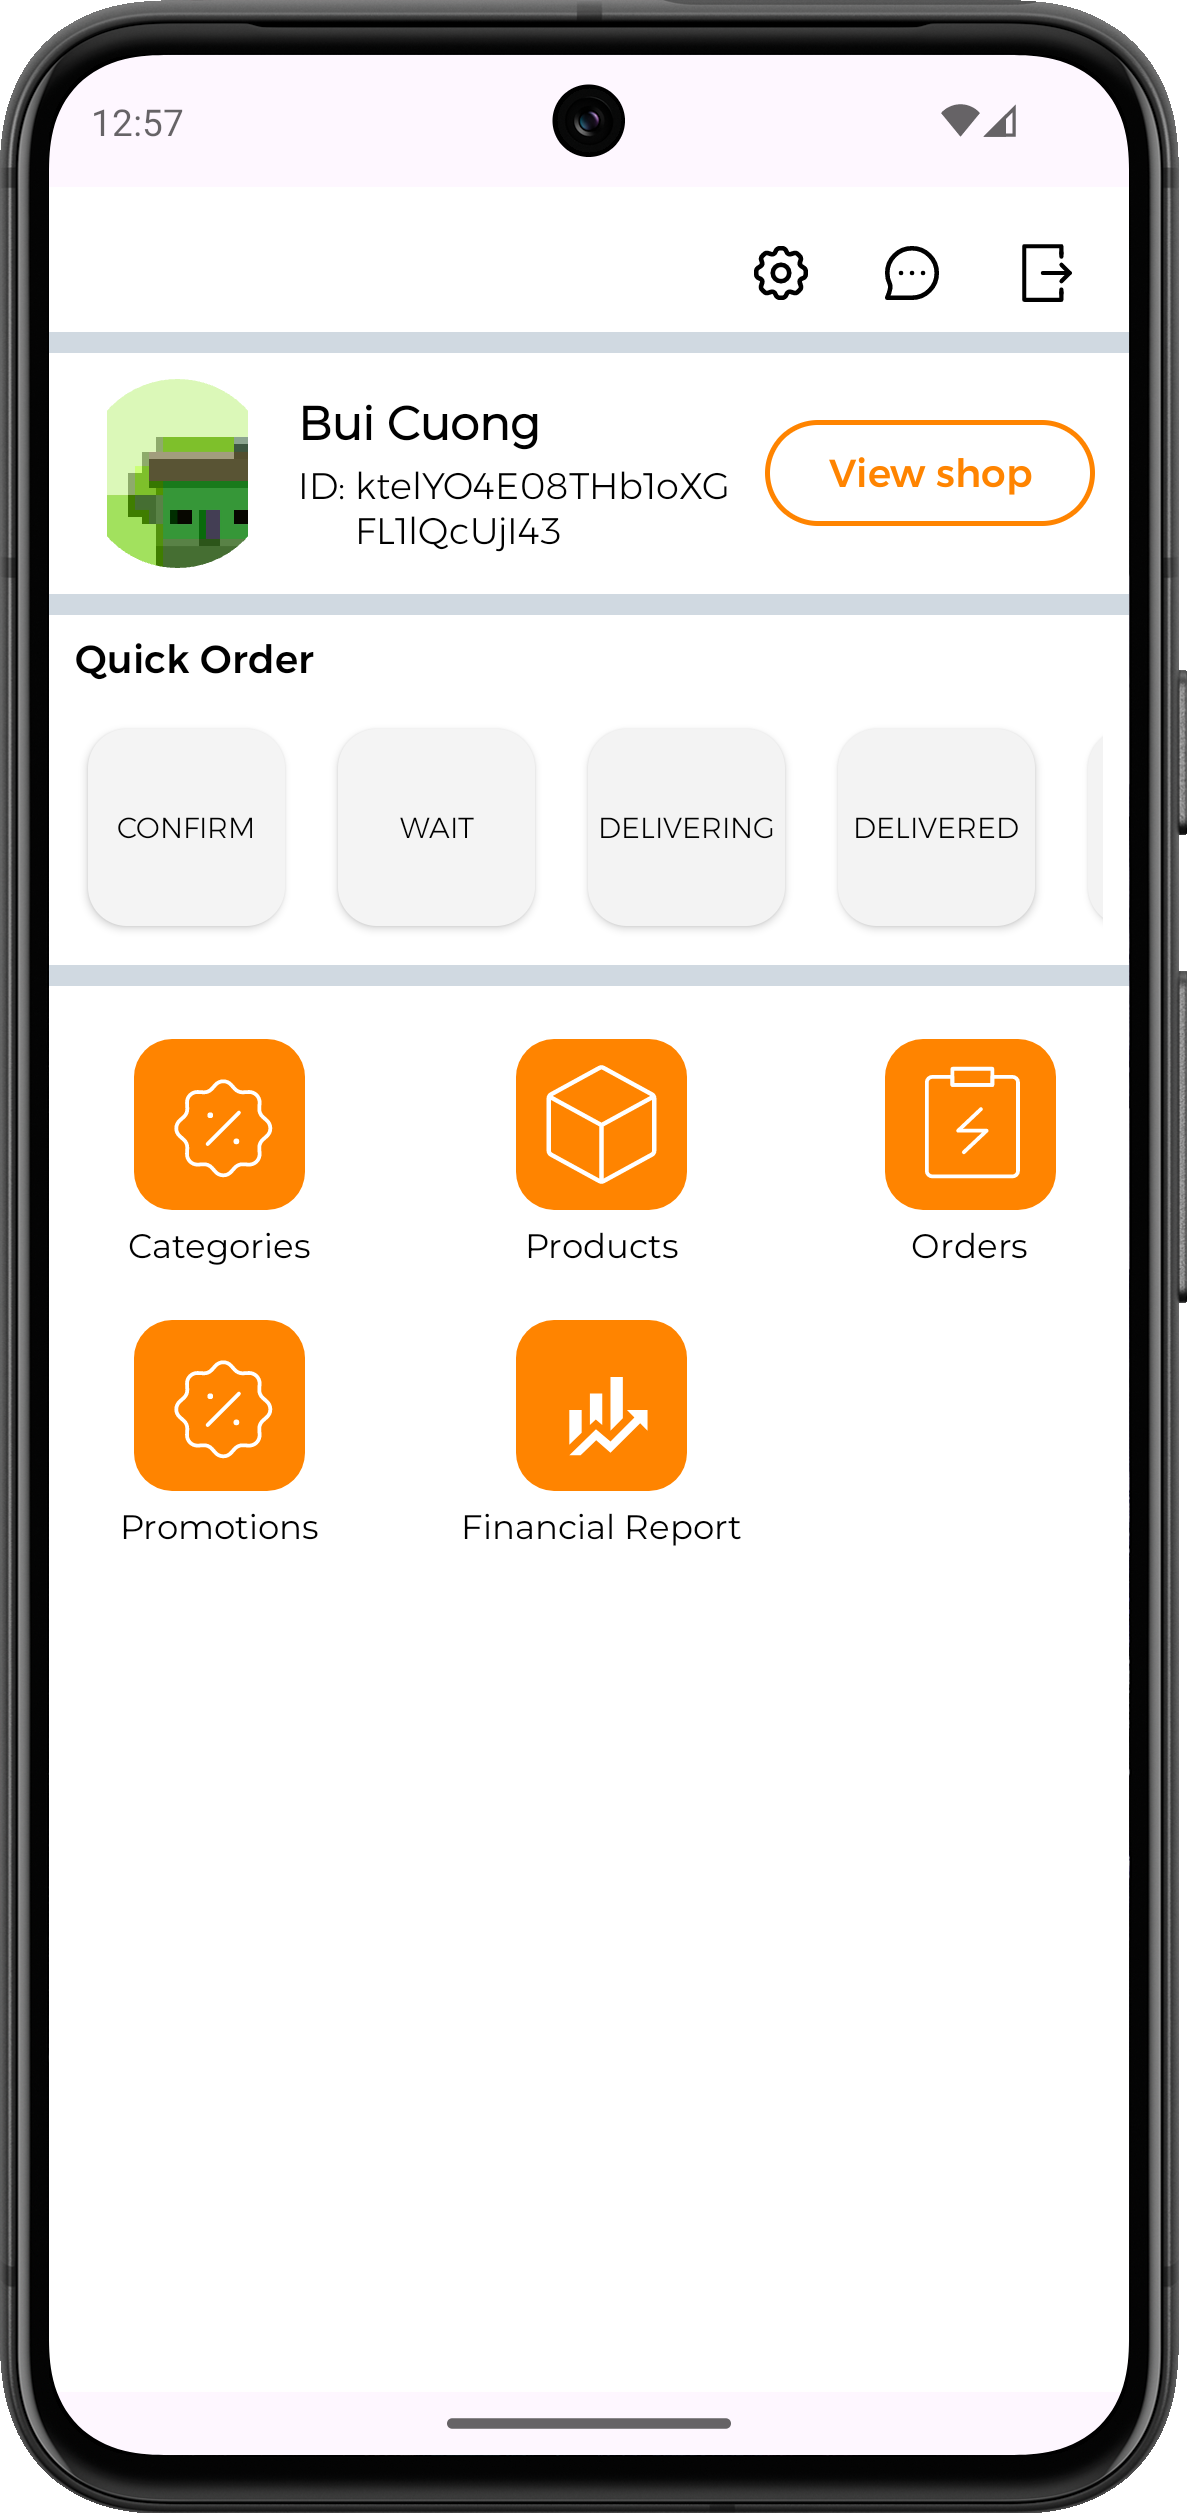 12:57
Bui Cuong
View shop
ID: ktelYO4E08THb1oXG
FL1lQcUjI43
Quick Order
CONFIRM WAIT DELIVERING DELIVERED
Categories Products Orders
Promotions Financial Report